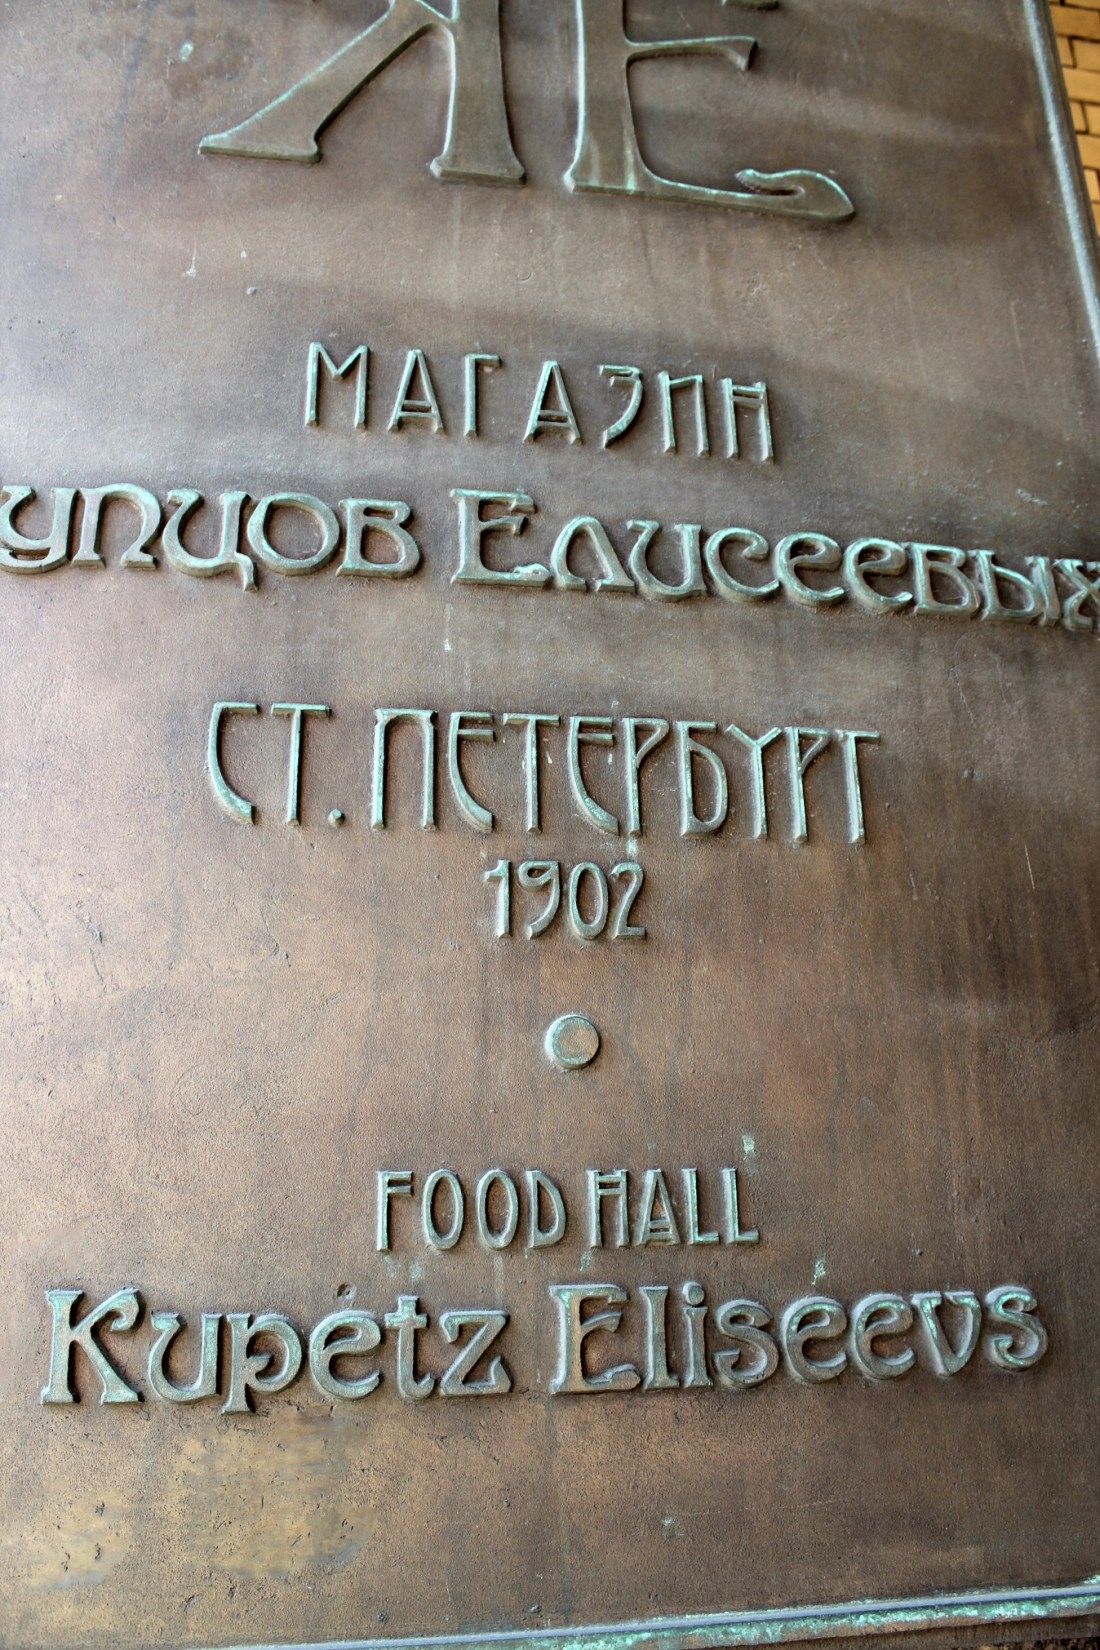 МАГАЗИН
упцов Елисеевых
СТ. ПЕТЕРБУРГ
1902
FOOD HALL
Kupetz Eliseevs